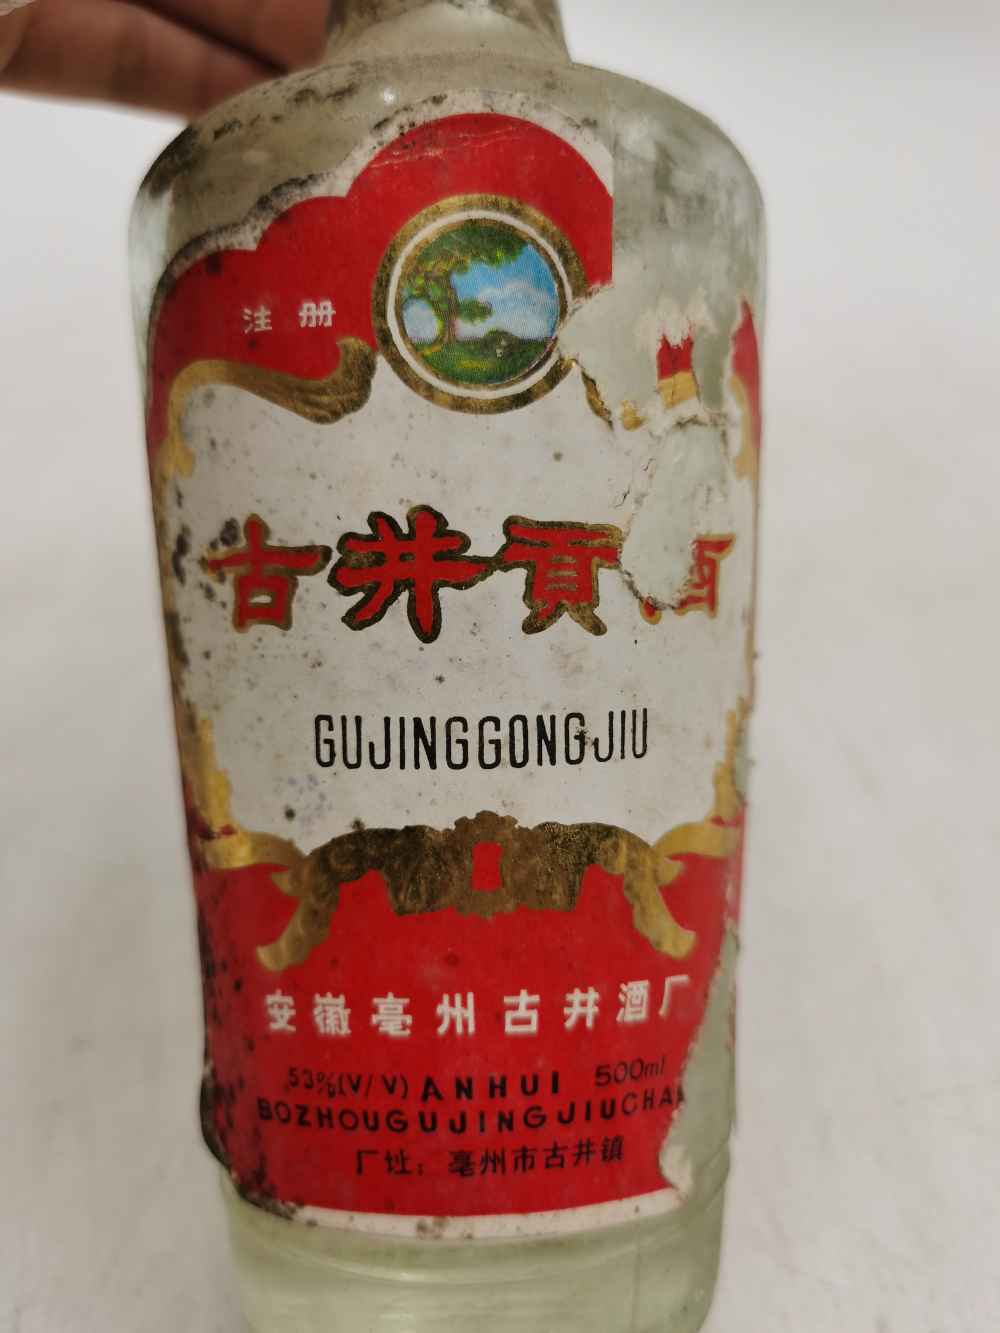 注册
古井贡酒
GUJINGGONGJIU
安徽亳州古井酒厂
53%(V/V) ANHUI 500ml
BOZHOUGUJINGJIUCHA
厂址：亳州市古井镇